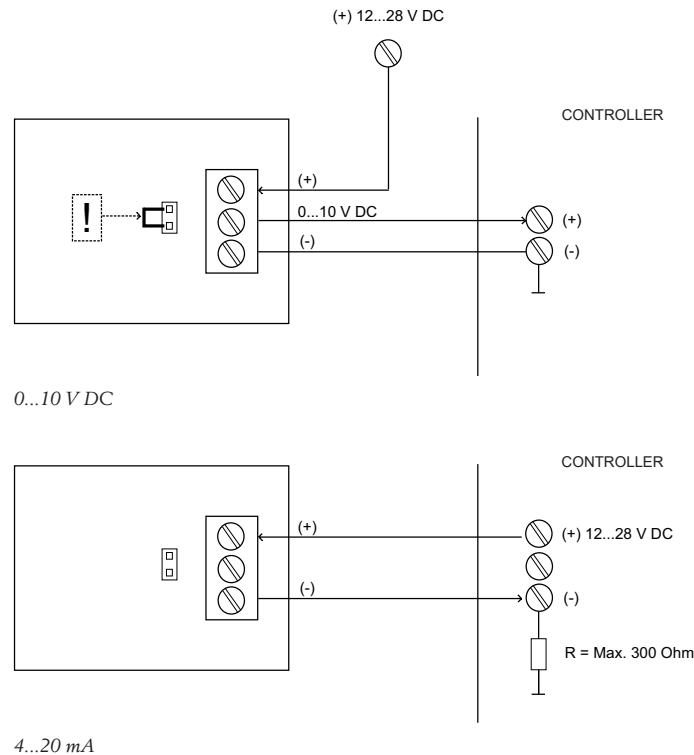 (+) 12...28 V DC
CONTROLLER
!
(+)
0...10 V DC
(+)
(-)
(-)
0...10 V DC
CONTROLLER
(+)
(+) 12...28 V DC
(-)
(-)
R = Max. 300 Ohm
4...20 mA